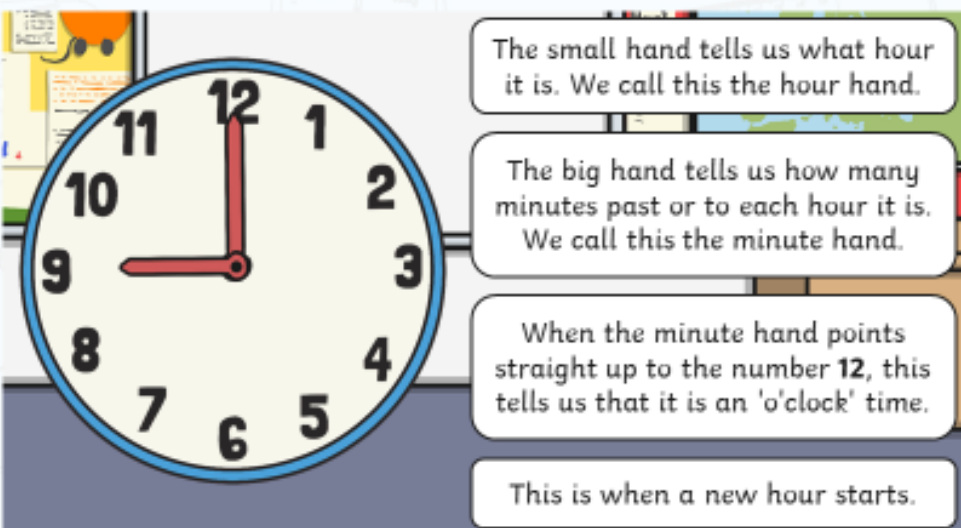 12
11
1
10
2
9
3
8
4
7
5
6
The small hand tells us what hour
it is. We call this the hour hand.
The big hand tells us how many
minutes past or to each hour it is.
We call this the minute hand.
When the minute hand points
straight up to the number 12, this
tells us that it is an 'o'clock' time.
This is when a new hour starts.